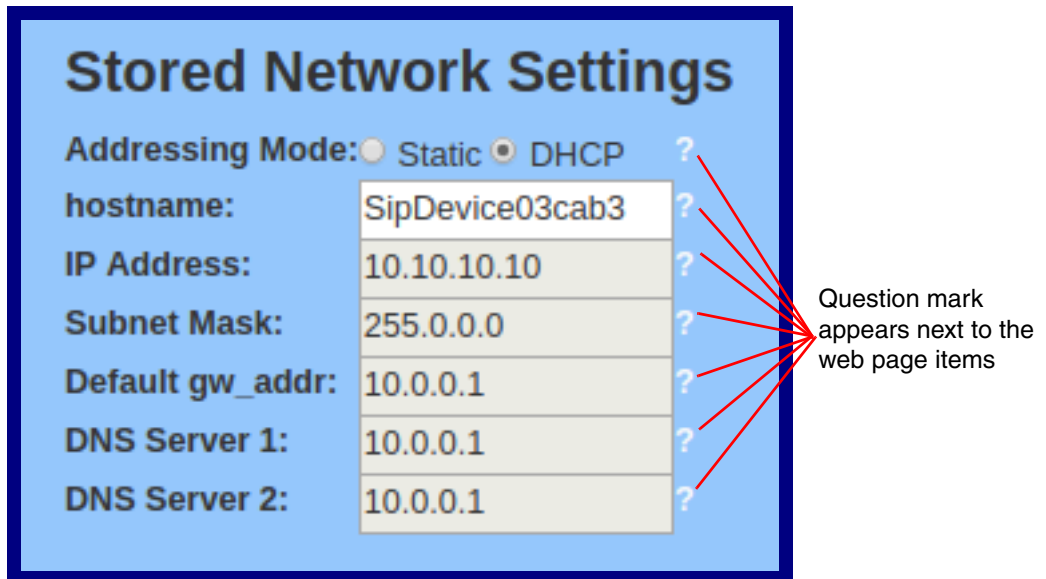 Stored Network Settings
Addressing Mode: Static DHCP ?
hostname: SipDevice03cab3 ?
IP Address: 10.10.10.10 ?
Subnet Mask: 255.0.0.0 ?
Default gw_addr: 10.0.0.1 ?
DNS Server 1: 10.0.0.1 ?
DNS Server 2: 10.0.0.1 ?
Question mark
appears next to the
web page items